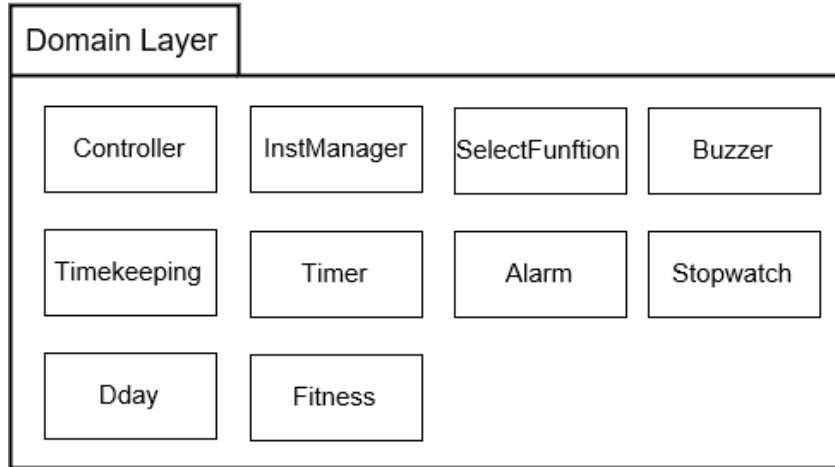 Domain Layer
Controller
InstManager
SelectFunftion
Buzzer
Timekeeping
Timer
Alarm
Stopwatch
Dday
Fitness